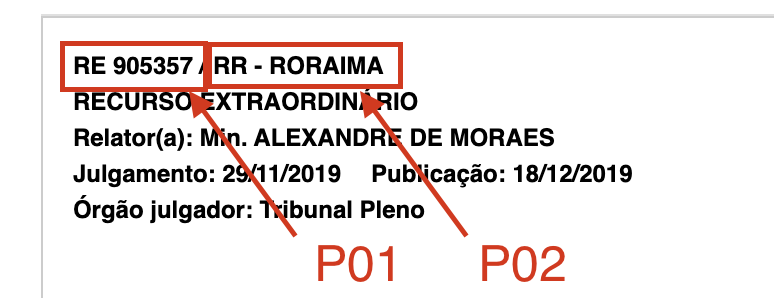 RE 905357 / RR - RORAIMA
RECURSO EXTRAORDINÁRIO
Relator(a): Min. ALEXANDRE DE MORAES
Julgamento: 29/11/2019 Publicação: 18/12/2019
Órgão julgador: Tribunal Pleno
P01 P02